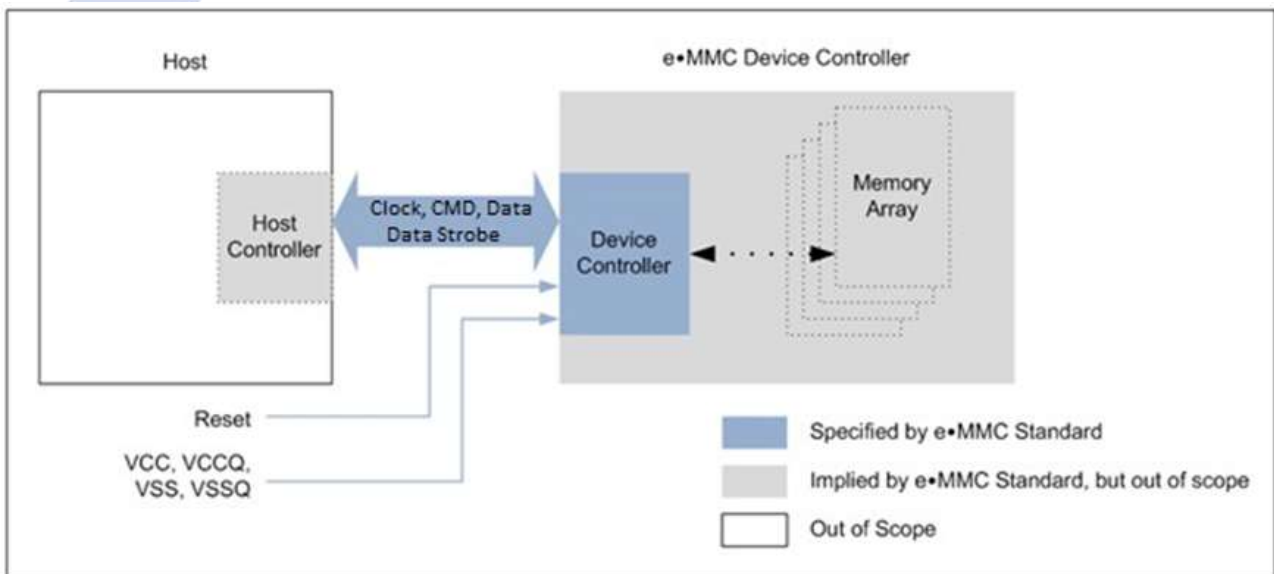 Host
e•MMC Device Controller
Host
Controller
Clock, CMD, Data
Data Strobe
Device
Controller
Memory
Array
Reset
VCC, VCCQ,
VSS, VSSQ
Specified by e•MMC Standard
Implied by e•MMC Standard, but out of scope
Out of Scope